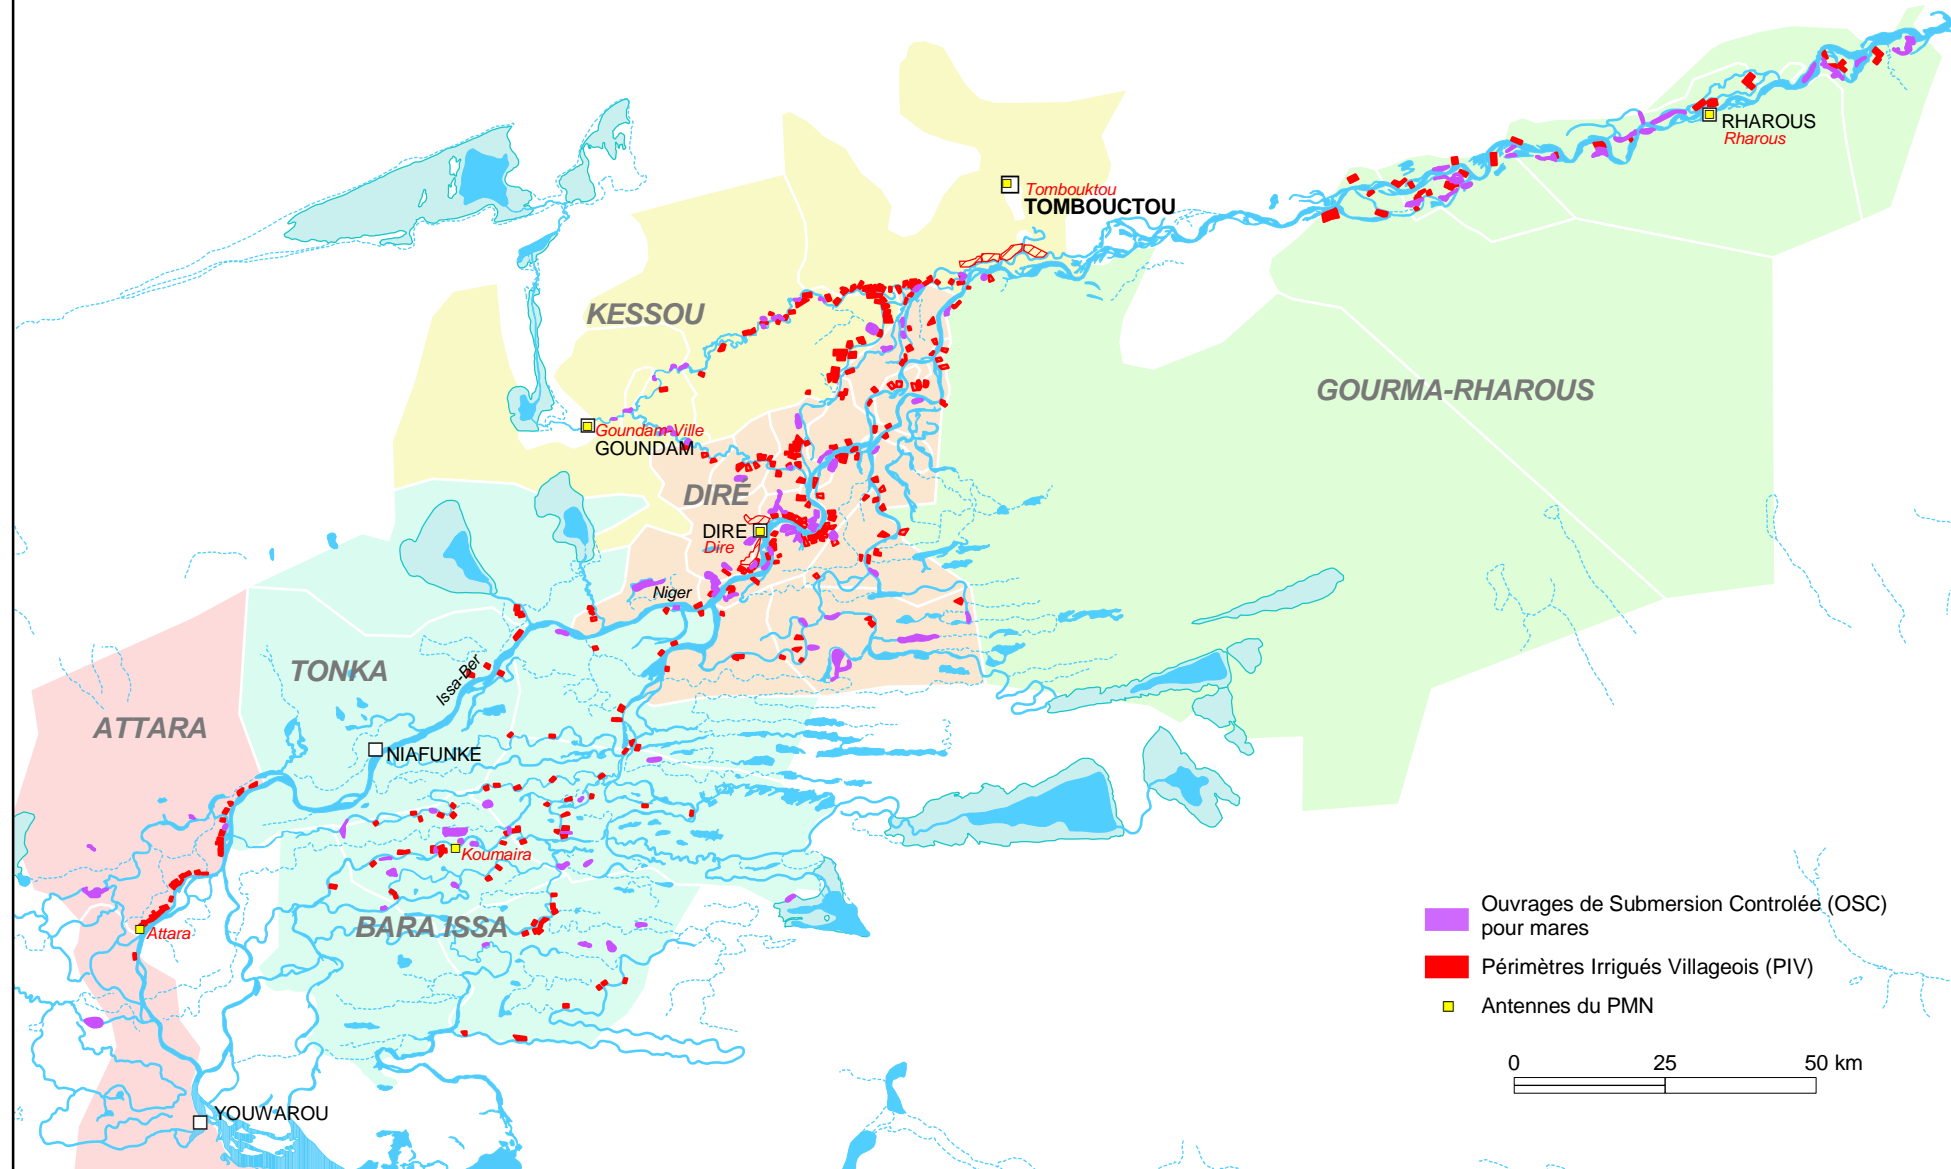 RHAROUS
Rharous
Tombouktou
TOMBOUCTOU
KESSOU
GOURMA-RHAROUS
Goundam-Ville
GOUNDAM
DIRE
DIRE
Dire
Niger
Issa-Ber
TONKA
ATTARA
NIAFUNKE
Koumaira
BARA ISSA
Attara
YOUWAROU
Ouvrages de Submersion Controlée (OSC)
pour mares
Périmètres Irrigués Villageois (PIV)
Antennes du PMN
0 25 50 km